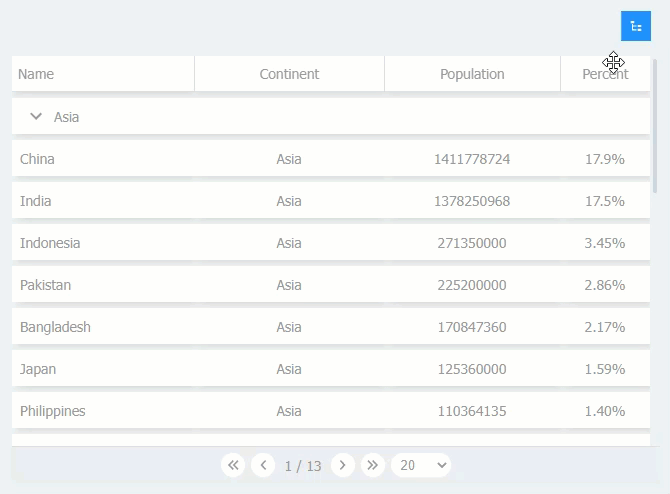 Name Continent Population Percent
Asia
China Asia 1411778724 17.9%
India Asia 1378250968 17.5%
Indonesia Asia 271350000 3.45%
Pakistan Asia 225200000 2.86%
Bangladesh Asia 170847360 2.17%
Japan Asia 125360000 1.59%
Philippines Asia 110364135 1.40%
1 / 13 20